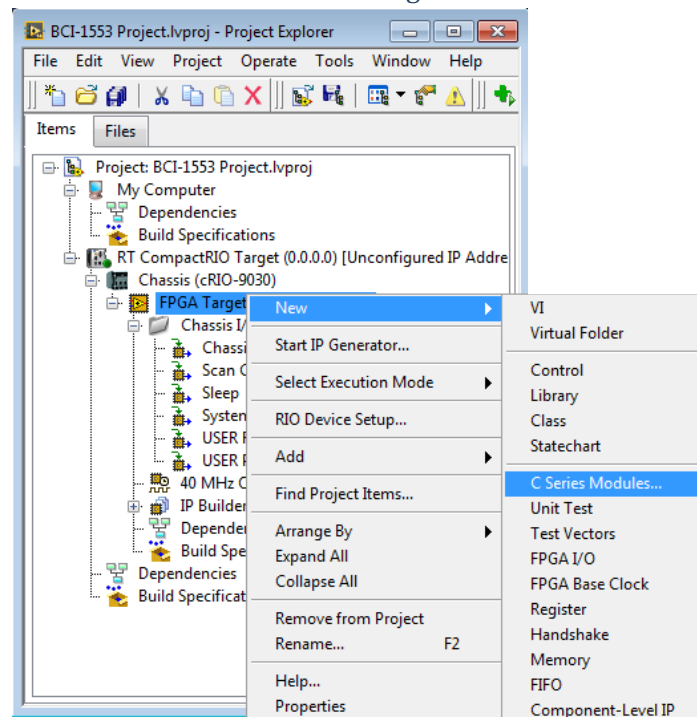 BCI-1553 Project.lvproj - Project Explorer
File Edit View Project Operate Tools Window Help
Items Files
Project: BCI-1553 Project.lvproj
My Computer
Dependencies
Build Specifications
RT CompactRIO Target (0.0.0.0) [Unconfigured IP Addre
Chassis (cRIO-9030)
FPGA Target
Chassis I/
Chassi
Scan C
Sleep
System
USER F
USER F
40 MHz C
IP Builder
Depender
Build Spe
Dependencies
Build Specificat
New
Start IP Generator...
Select Execution Mode
RIO Device Setup...
Add
Find Project Items...
Arrange By
Expand All
Collapse All
Remove from Project
Rename... F2
Help...
Properties
VI
Virtual Folder
Control
Library
Class
Statechart
C Series Modules...
Unit Test
Test Vectors
FPGA I/O
FPGA Base Clock
Register
Handshake
Memory
FIFO
Component-Level IP